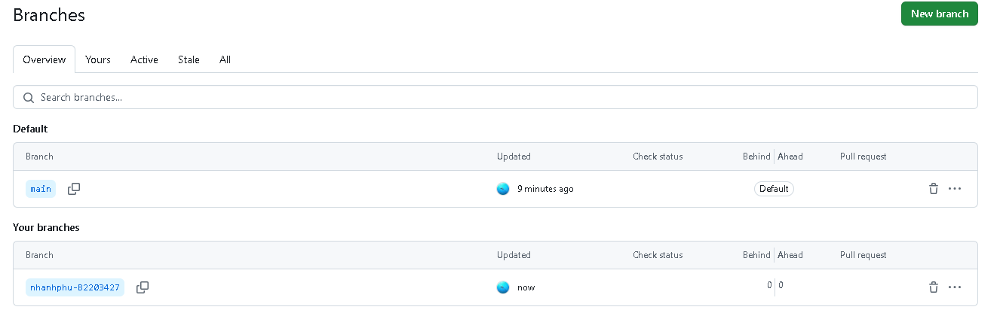 Branches
New branch
Overview Yours Active Stale All
Search branches...
Default
Branch Updated Check status Behind Ahead Pull request
main 9 minutes ago Default
Your branches
Branch Updated Check status Behind Ahead Pull request
nhanhphu-B2203427 now 0 0